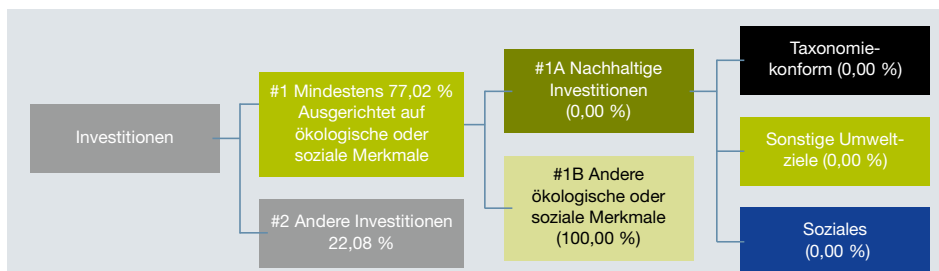 Investitionen
#1 Mindestens 77,02 %
Ausgerichtet auf
ökologische oder
soziale Merkmale
#2 Andere Investitionen
22,08 %
#1A Nachhaltige
Investitionen
(0,00 %)
#1B Andere
ökologische oder
soziale Merkmale
(100,00 %)
Taxonomie-
konform (0,00 %)
Sonstige Umwelt-
ziele (0,00 %)
Soziales
(0,00 %)